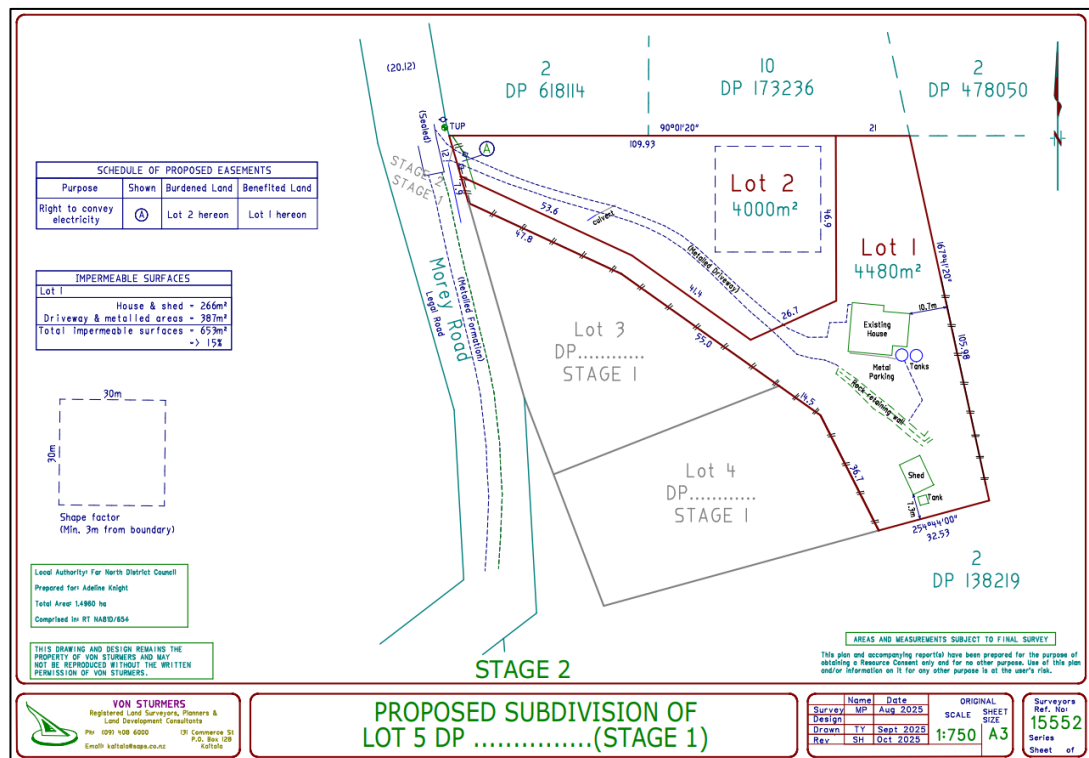 (20.12)
2
DP 618114
10
DP 173236
2
DP 478050
TUP
(Sealed)
90°01'20"
109.93
21
A
12
7.9
STAGE 2
STAGE 1
SCHEDULE OF PROPOSED EASEMENTS
Purpose Shown Burdened Land Benefited Land
Right to convey electricity A Lot 2 hereon Lot 1 hereon
Lot 2
4000m²
46.9
Lot 1
4480m²
167°41'20"
105.98
53.6
culvert
47.8
(Metalled Driveway)
41.4
26.7
55.0
14.5
36.7
IMPERMEABLE SURFACES
Lot 1
House & shed - 266m²
Driveway & metalled areas - 387m²
Total impermeable surfaces - 653m²
-> 15%
Morey Road
Legal Road
(Metalled Formation)
Lot 3
DP............
STAGE 1
Existing House
10.7m
Tanks
Metal Parking
Rock retaining wall
Shed
Tank
7.3m
254°44'00"
32.53
Lot 4
DP............
STAGE 1
2
DP 138219
30m
30m
Shape factor
(Min. 3m from boundary)
Local Authority: Far North District Council
Prepared for: Adeline Knight
Total Area: 1.4960 ha
Comprised in: RT NA81D/654
THIS DRAWING AND DESIGN REMAINS THE
PROPERTY OF VON STURMERS AND MAY
NOT BE REPRODUCED WITHOUT THE WRITTEN
PERMISSION OF VON STURMERS.
STAGE 2
AREAS AND MEASUREMENTS SUBJECT TO FINAL SURVEY
This plan and accompanying report(s) have been prepared for the purpose of
obtaining a Resource Consent only and for no other purpose. Use of this plan
and/or information on it for any other purpose is at the user's risk.
VON STURMERS
Registered Land Surveyors, Planners &
Land Development Consultants
Ph: (09) 408 6000
Email: kaitaia@saps.co.nz
131 Commerce St
P.O. Box 128
Kaitaia
PROPOSED SUBDIVISION OF
LOT 5 DP ...............(STAGE 1)
Name Date
Survey MP Aug 2025
Design
Drawn TY Sept 2025
Rev SH Oct 2025
ORIGINAL
SCALE SHEET SIZE
1:750 A3
Surveyors
Ref. No:
15552
Series
Sheet of